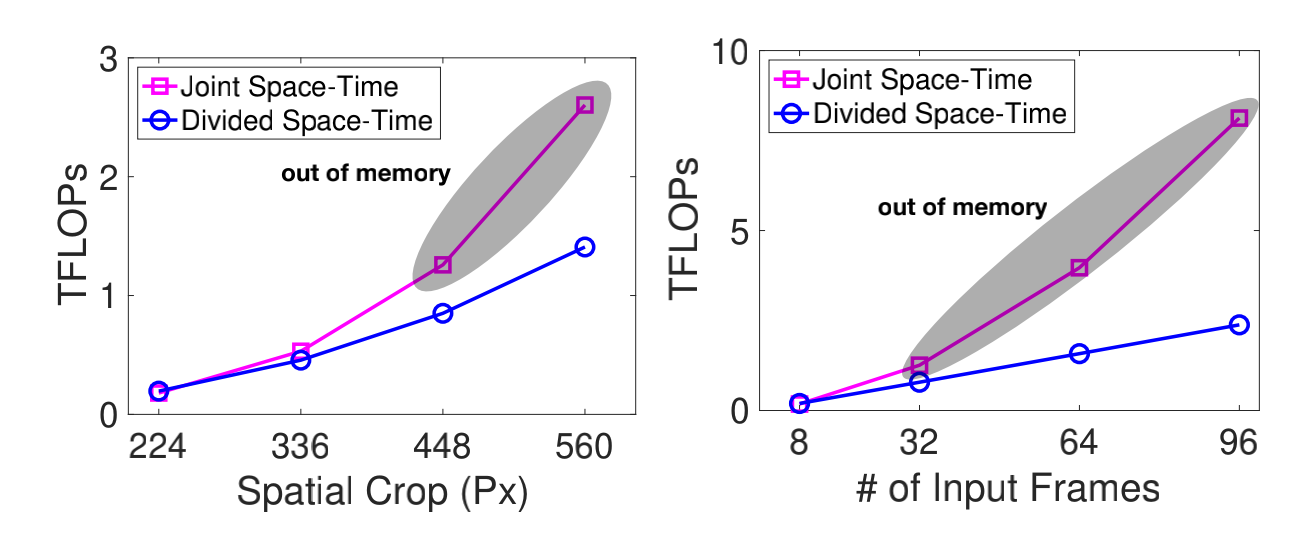 3
2
1
0
TFLOPs
Joint Space-Time
Divided Space-Time
out of memory
224 336 448 560
Spatial Crop (Px)
10
5
0
TFLOPs
Joint Space-Time
Divided Space-Time
out of memory
8 32 64 96
# of Input Frames